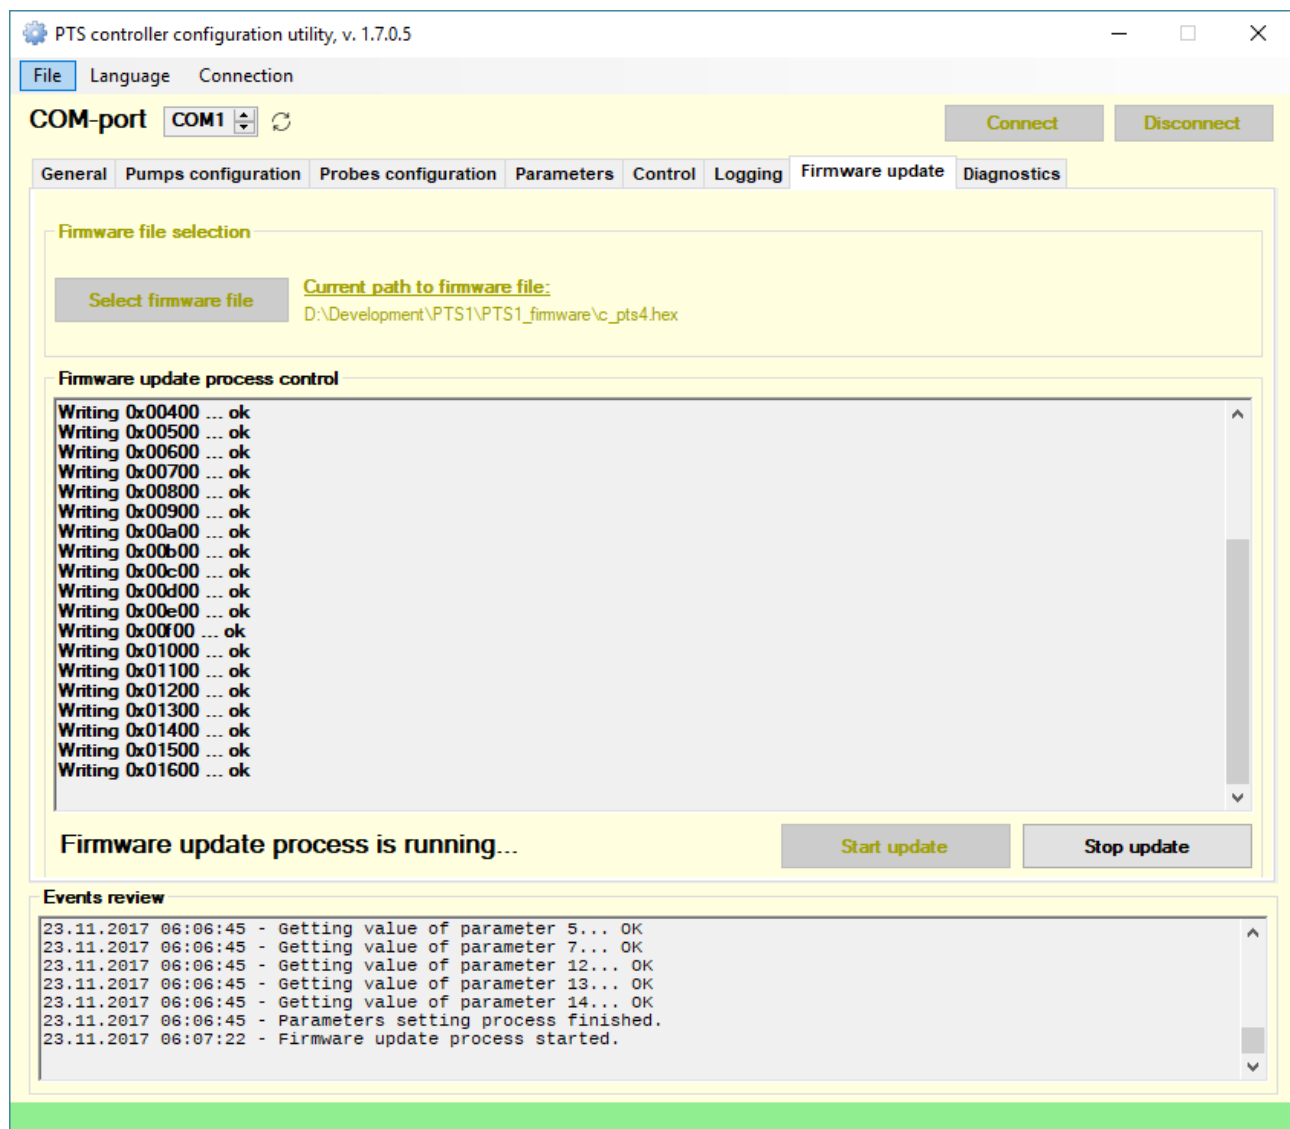 PTS controller configuration utility, v. 1.7.0.5
File Language Connection
COM-port COM1 Connect Disconnect
General Pumps configuration Probes configuration Parameters Control Logging Firmware update Diagnostics
Firmware file selection
Select firmware file
Current path to firmware file:
D:\Development\PTS1\PTS1_firmware\c_pts4.hex
Firmware update process control
Writing 0x00400 ... ok
Writing 0x00500 ... ok
Writing 0x00600 ... ok
Writing 0x00700 ... ok
Writing 0x00800 ... ok
Writing 0x00900 ... ok
Writing 0x00a00 ... ok
Writing 0x00b00 ... ok
Writing 0x00c00 ... ok
Writing 0x00d00 ... ok
Writing 0x00e00 ... ok
Writing 0x00f00 ... ok
Writing 0x01000 ... ok
Writing 0x01100 ... ok
Writing 0x01200 ... ok
Writing 0x01300 ... ok
Writing 0x01400 ... ok
Writing 0x01500 ... ok
Writing 0x01600 ... ok
Firmware update process is running... Start update Stop update
Events review
23.11.2017 06:06:45 - Getting value of parameter 5... OK
23.11.2017 06:06:45 - Getting value of parameter 7... OK
23.11.2017 06:06:45 - Getting value of parameter 12... OK
23.11.2017 06:06:45 - Getting value of parameter 13... OK
23.11.2017 06:06:45 - Getting value of parameter 14... OK
23.11.2017 06:06:45 - Parameters setting process finished.
23.11.2017 06:07:22 - Firmware update process started.